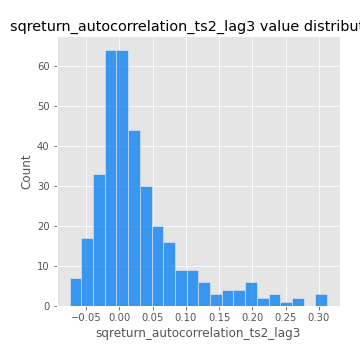 sqreturn_autocorrelation_ts2_lag3 value distribut
60
50
40
30
20
10
0
Count
−0.05 0.00 0.05 0.10 0.15 0.20 0.25 0.30
sqreturn_autocorrelation_ts2_lag3